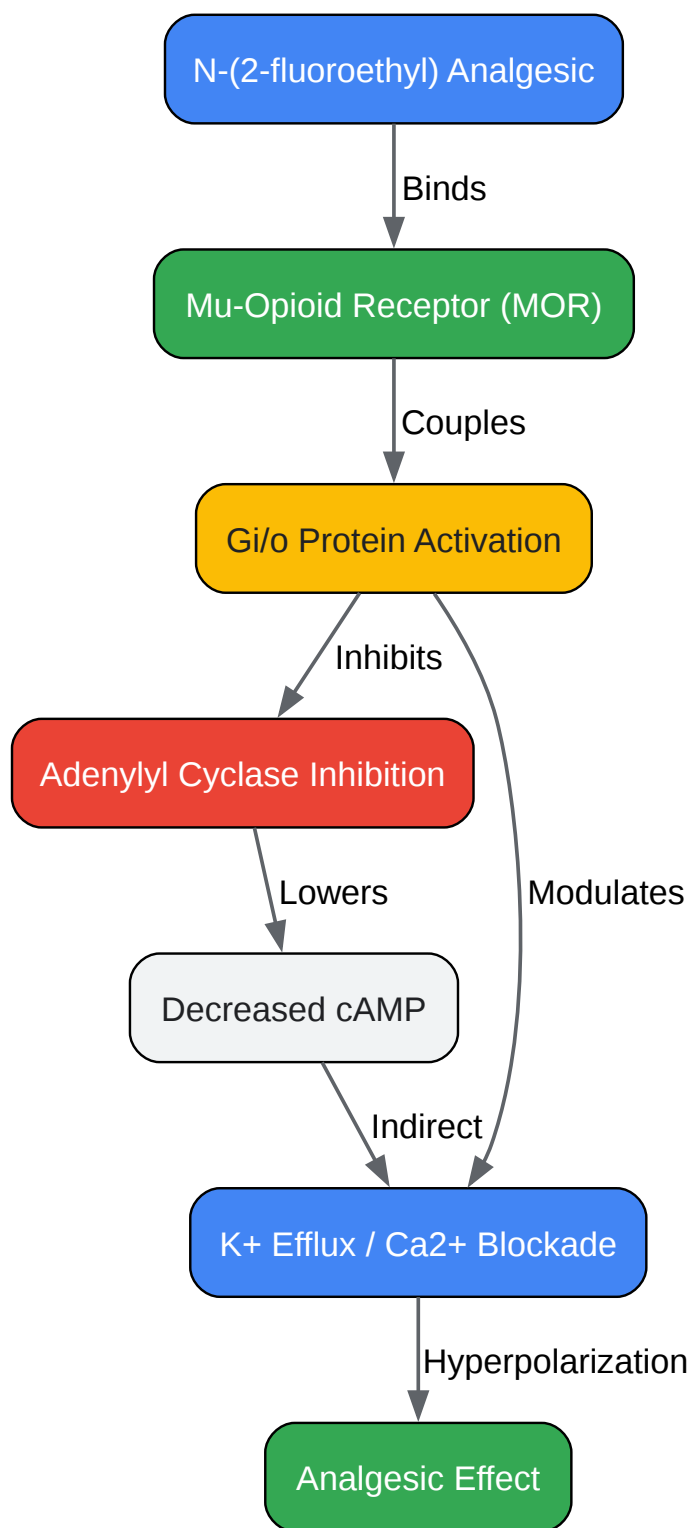 N-(2-fluoroethyl) Analgesic
Binds
Mu-Opioid Receptor (MOR)
Couples
Gi/o Protein Activation
Inhibits
Adenylyl Cyclase Inhibition
Lowers
Modulates
Decreased cAMP
Indirect
K+ Efflux / Ca2+ Blockade
Hyperpolarization
Analgesic Effect